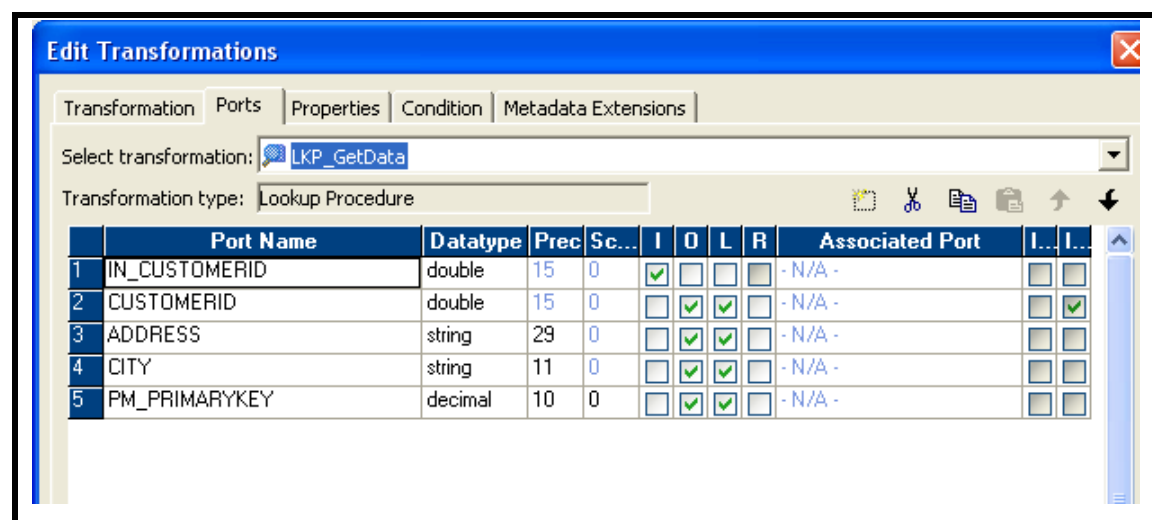 Edit Transformations
Transformation Ports Properties Condition Metadata Extensions
Select transformation: LKP_GetData
Transformation type: Lookup Procedure
Port Name Datatype Prec Sc... I O L R Associated Port I... I...
1 IN_CUSTOMERID double 15 0 - N/A -
2 CUSTOMERID double 15 0 - N/A -
3 ADDRESS string 29 0 - N/A -
4 CITY string 11 0 - N/A -
5 PM_PRIMARYKEY decimal 10 0 - N/A -